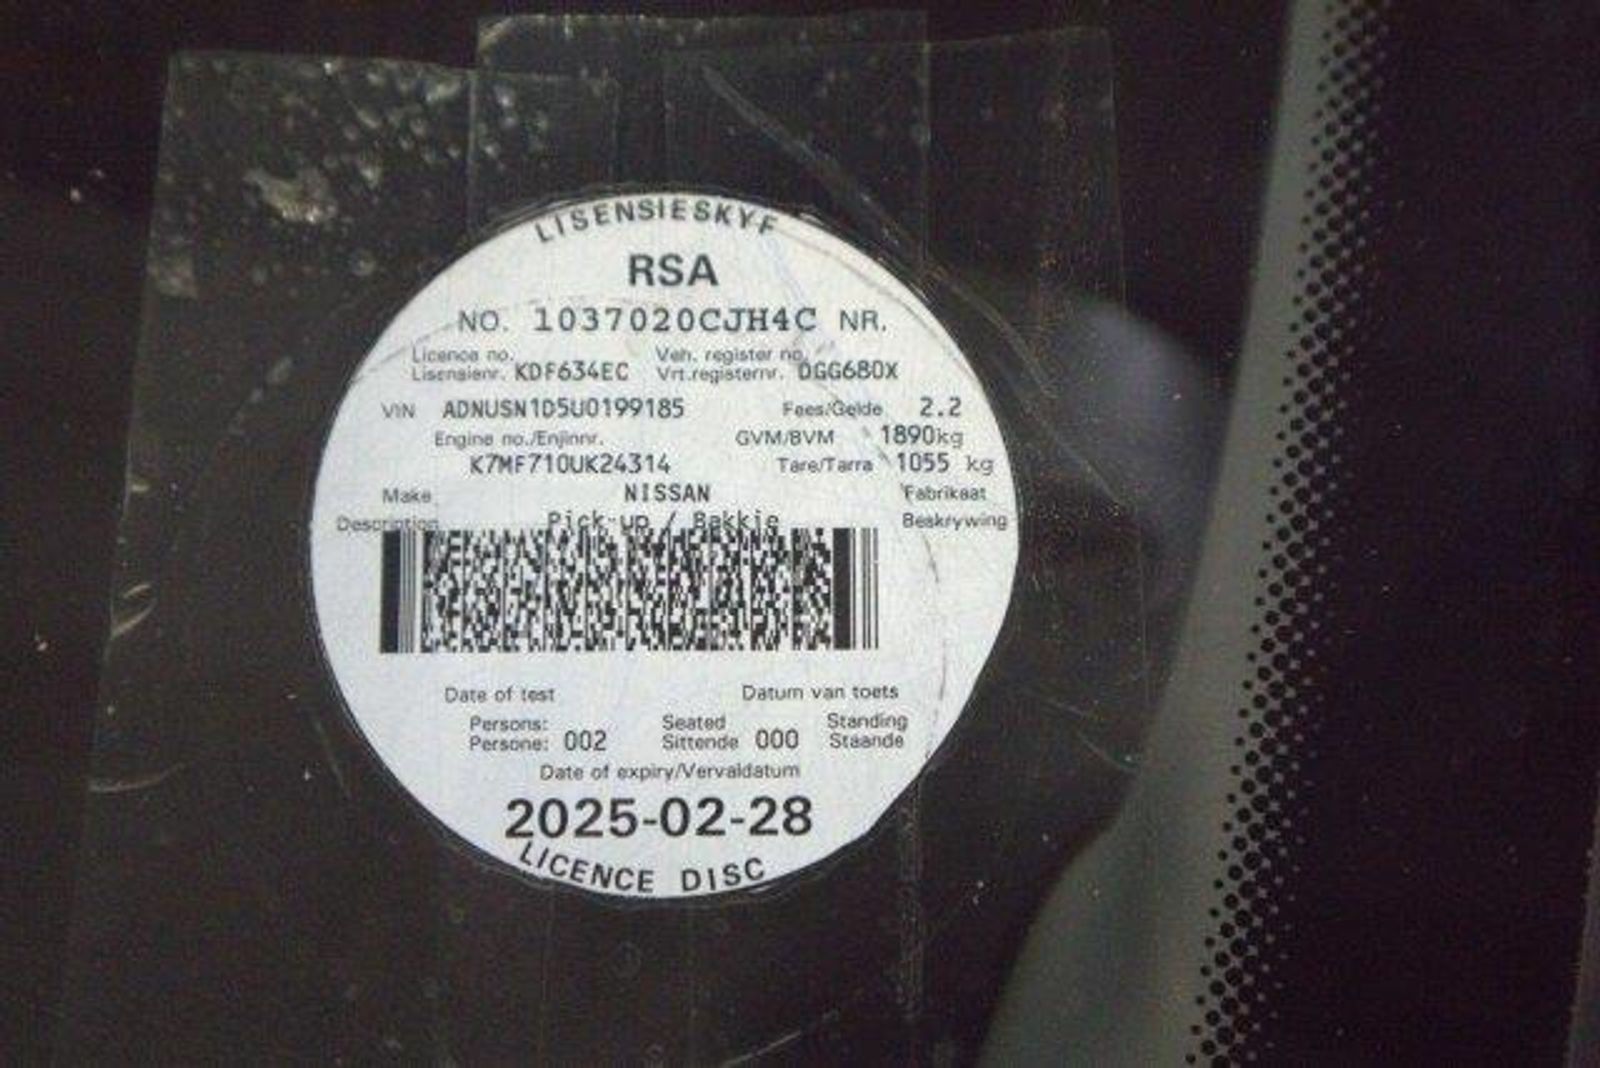 LISENSIESKYF
RSA
NO. 1037020CJH4C NR.
Licence no. Veh. register no.
Lisensienr. KDF634EC Vrt.registernr. DGG680X
VIN ADNUSN1D5U0199185 Fees/Gelde 2.2
Engine no./Enjinnr. GVM/BVM 1890kg
K7MF710UK24314 Tare/Tarra 1055 kg
Make NISSAN Fabrikaat
Description Pick-up / Bakkie Beskrywing
Date of test Datum van toets
Persons: Seated Standing
Persone: 002 Sittende 000 Staande
Date of expiry/Vervaldatum
2025-02-28
LICENCE DISC